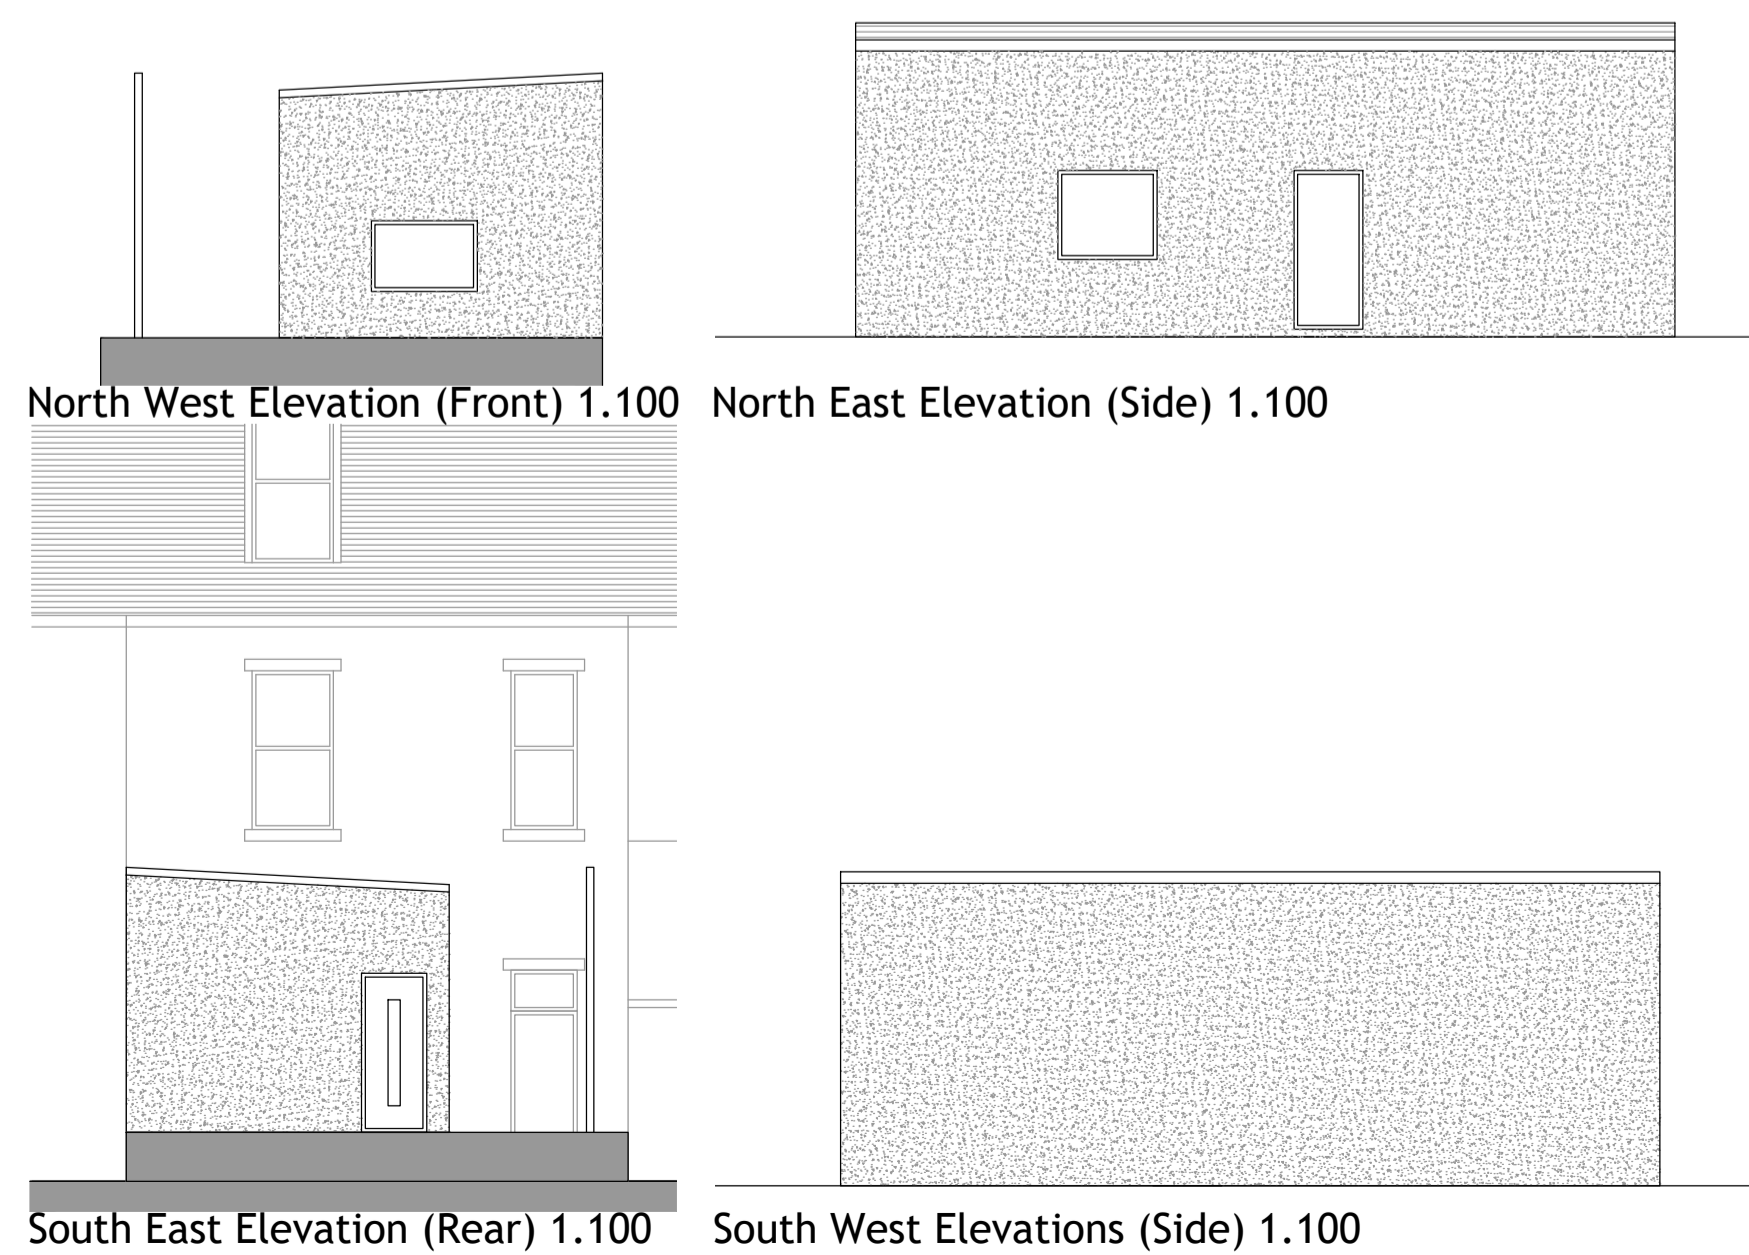 North West Elevation (Front) 1.100
North East Elevation (Side) 1.100
South East Elevation (Rear) 1.100
South West Elevations (Side) 1.100